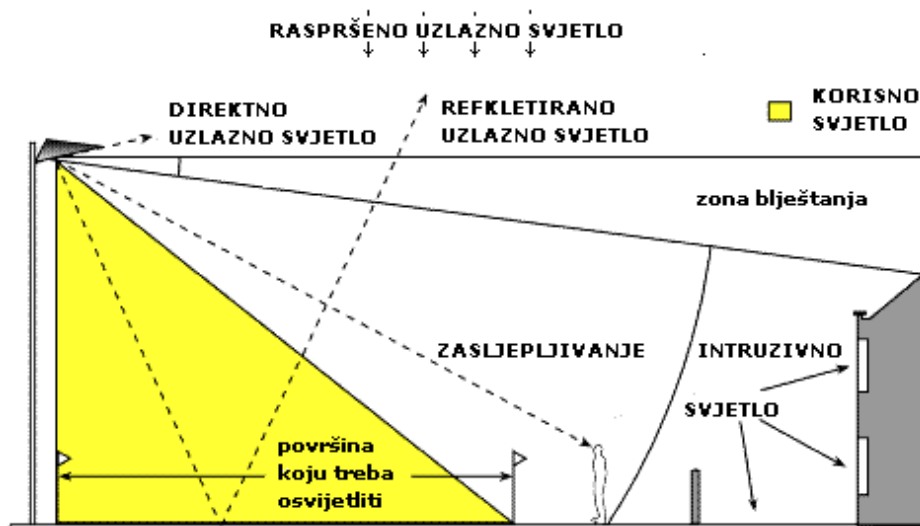 RASPRŠENO UZLAZNO SVJETLO
DIREKTNO
UZLAZNO SVJETLO
REFKLETIRANO
UZLAZNO SVJETLO
KORISNO
SVJETLO
zona blještanja
ZASLJEPLJIVANJE
INTRUZIVNO
SVJETLO
površina
koju treba
osvijetliti